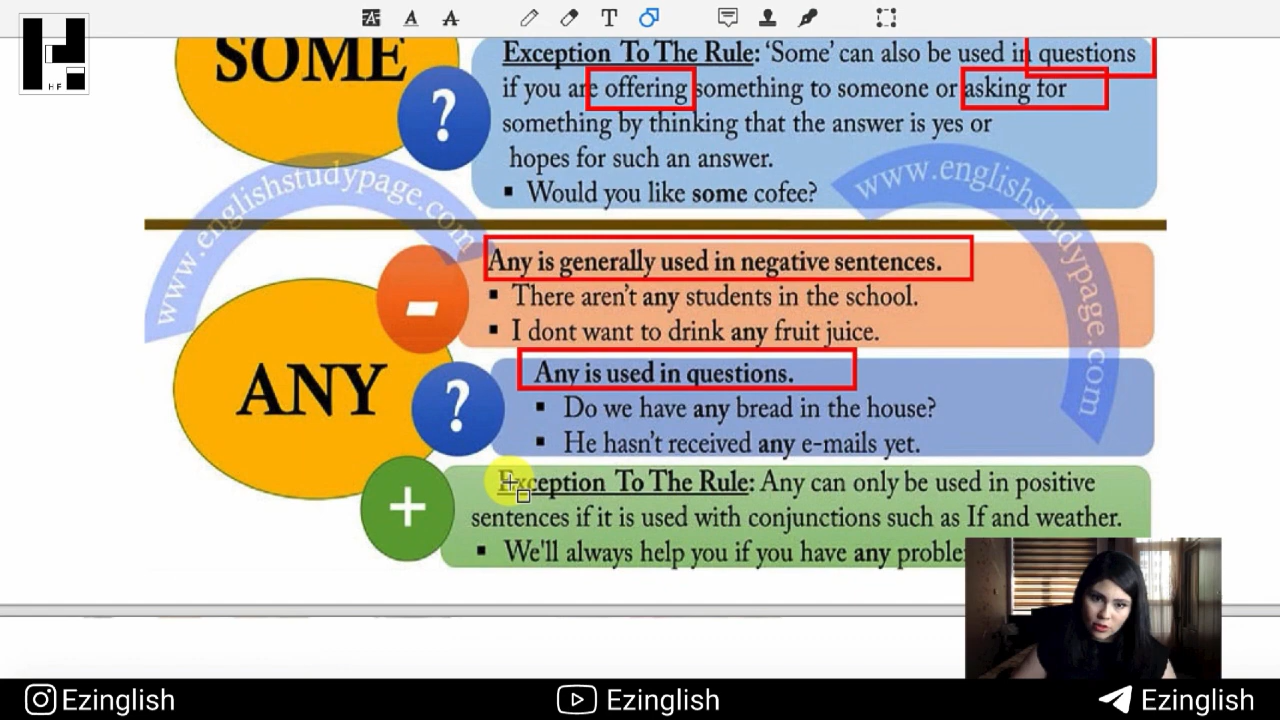 HF
SOME
Exception To The Rule: ‘Some’ can also be used in questions
if you are offering something to someone or asking for
something by thinking that the answer is yes or
hopes for such an answer.
▪ Would you like some cofee?
?
www.englishstudypage.com
www.englishstudypage.com
ANY
-
Any is generally used in negative sentences.
▪ There aren't any students in the school.
▪ I dont want to drink any fruit juice.
?
Any is used in questions.
▪ Do we have any bread in the house?
▪ He hasn't received any e-mails yet.
+
Exception To The Rule: Any can only be used in positive
sentences if it is used with conjunctions such as If and weather.
▪ We'll always help you if you have any
Ezinglish
Ezinglish
Ezinglish